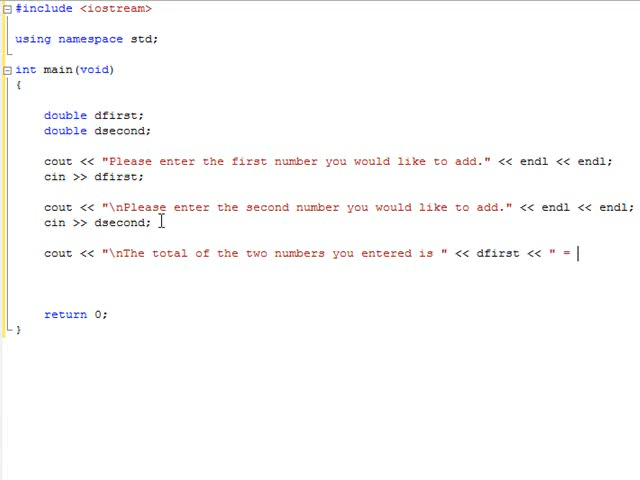 #include <iostream>
using namespace std;
int main(void)
{
double dfirst;
double dsecond;
cout << "Please enter the first number you would like to add." << endl << endl;
cin >> dfirst;
cout << "\nPlease enter the second number you would like to add." << endl << endl;
cin >> dsecond;
cout << "\nThe total of the two numbers you entered is " << dfirst << " =
return 0;
}